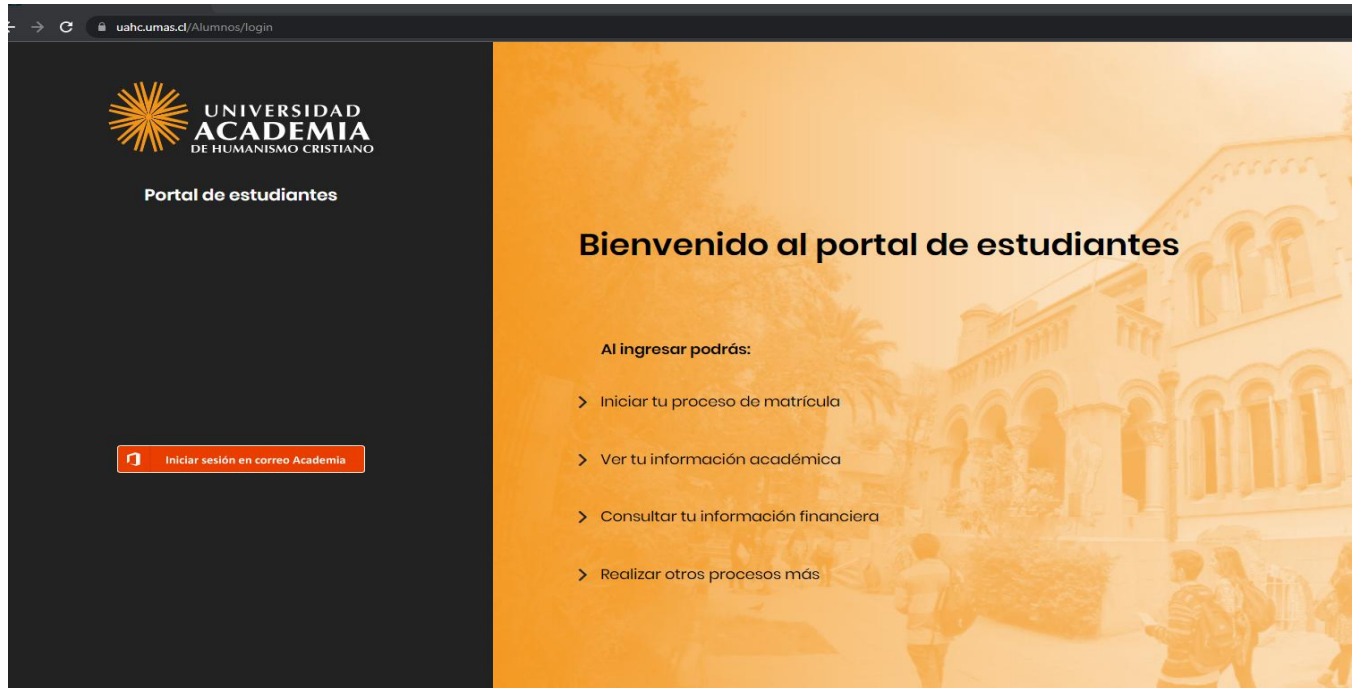 uahc.umas.cl/Alumnos/login
UNIVERSIDAD
ACADEMIA
DE HUMANISMO CRISTIANO
Portal de estudiantes
Iniciar sesión en correo Academia
Bienvenido al portal de estudiantes
Al ingresar podrás:
Iniciar tu proceso de matrícula
Ver tu información académica
Consultar tu información financiera
Realizar otros procesos más